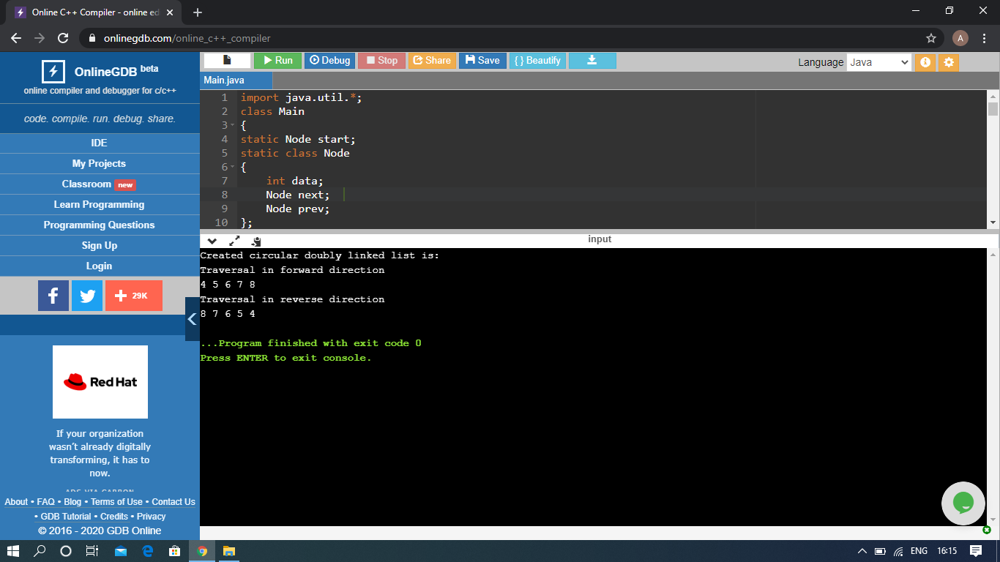 Online C++ Compiler - online ed
onlinegdb.com/online_c++_compiler
A
OnlineGDB beta
online compiler and debugger for c/c++
code. compile. run. debug. share.
IDE
My Projects
Classroom new
Learn Programming
Programming Questions
Sign Up
Login
29K
Red Hat
If your organization
wasn't already digitally
transforming, it has to
now.
ADS VIA CARBON
About • FAQ • Blog • Terms of Use • Contact Us
• GDB Tutorial • Credits • Privacy
© 2016 - 2020 GDB Online
Run Debug Stop Share Save { } Beautify
Language Java
Main.java
1 import java.util.*;
2 class Main
3 {
4 static Node start;
5 static class Node
6 {
7 int data;
8 Node next;
9 Node prev;
10 };
input
Created circular doubly linked list is:
Traversal in forward direction
4 5 6 7 8
Traversal in reverse direction
8 7 6 5 4
...Program finished with exit code 0
Press ENTER to exit console.
ENG 16:15